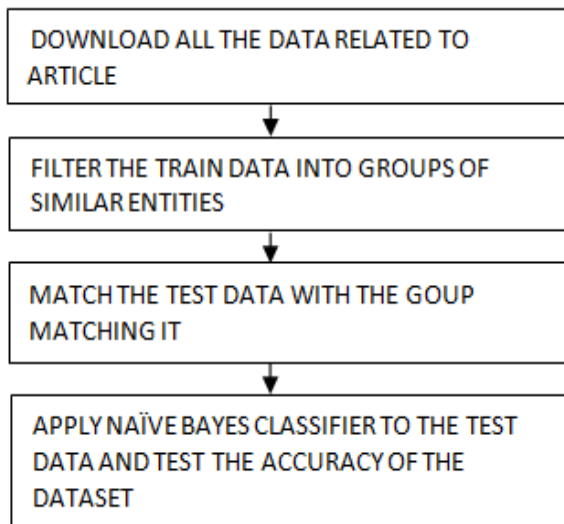 DOWNLOAD ALL THE DATA RELATED TO
ARTICLE
FILTER THE TRAIN DATA INTO GROUPS OF
SIMILAR ENTITIES
MATCH THE TEST DATA WITH THE GOUP
MATCHING IT
APPLY NAÏVE BAYES CLASSIFIER TO THE TEST
DATA AND TEST THE ACCURACY OF THE
DATASET